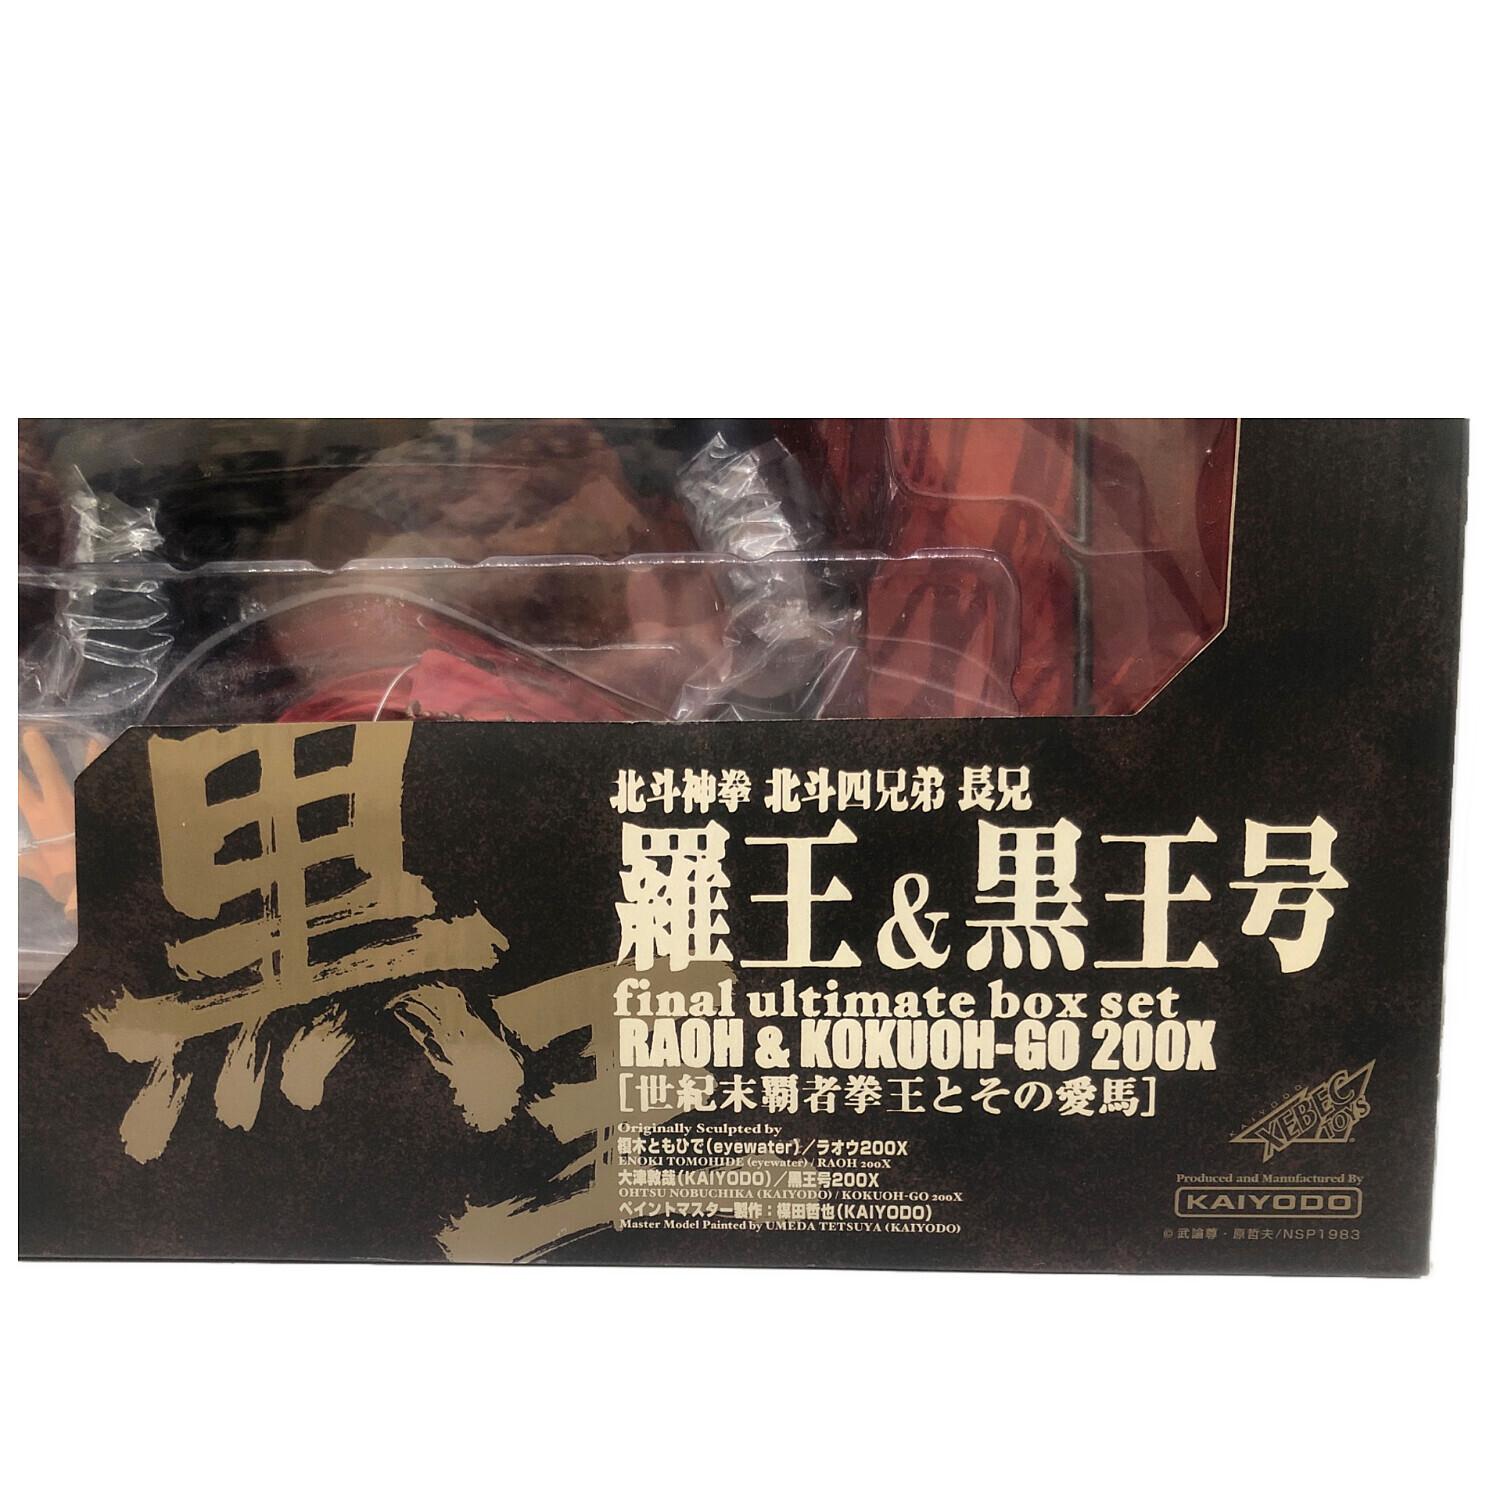 黒王
北斗神拳 北斗四兄弟 長兄
羅王&黒王号
final ultimate box set
RAOH & KOKUOH-GO 200X
[世紀末覇者拳王とその愛馬]
Originally Sculpted by
榎木ともひで(eyewater)/ラオウ200X
ENOKI TOMOHIDE (eyewater) / RAOH 200X
大津敦哉(KAIYODO)/黒王号200X
OHTSU NOBUCHIKA (KAIYODO) / KOKUOH-GO 200X
ペイントマスター製作：楳田哲也(KAIYODO)
Master Model Painted by UMEDA TETSUYA (KAIYODO)
KAIYODO
XEBEC
TOYS
Produced and Manufactured By
KAIYODO
© 武論尊・原哲夫/NSP1983